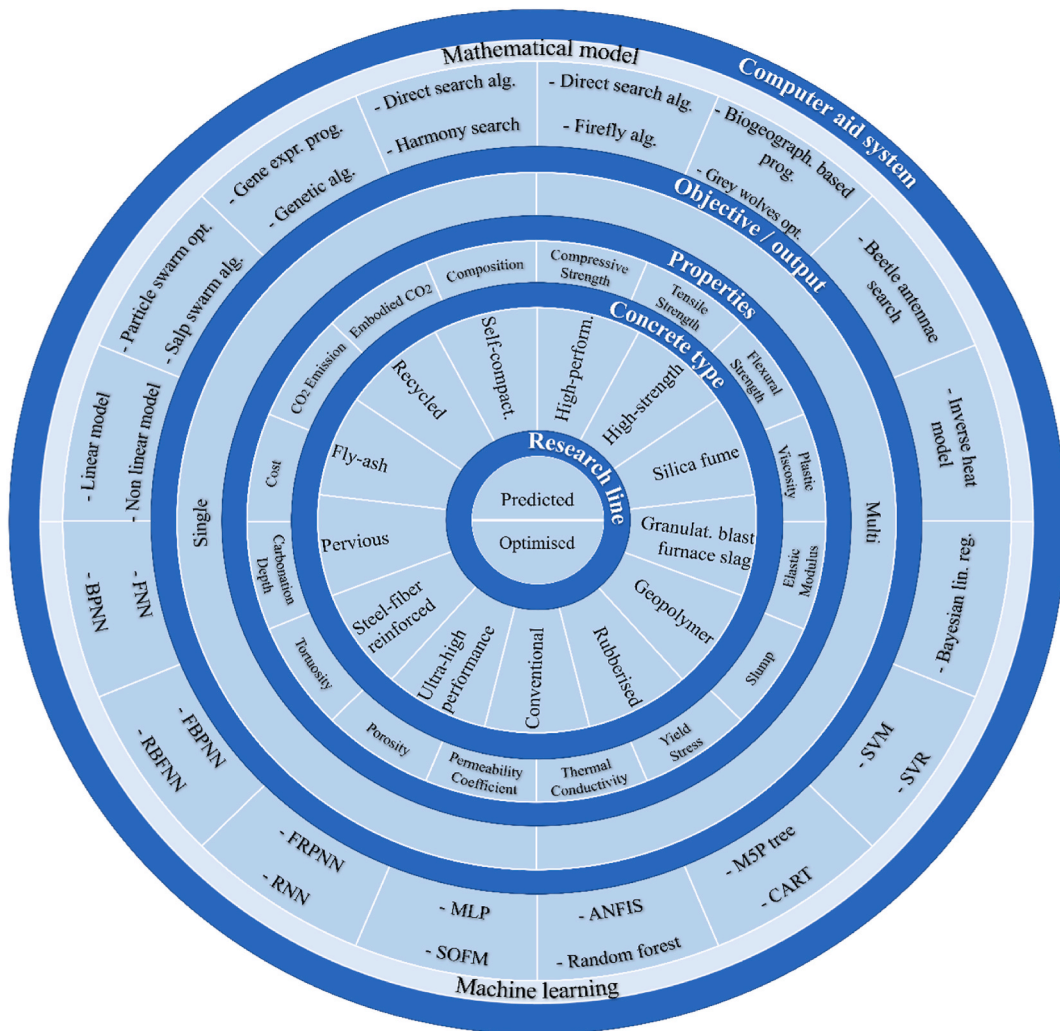 Computer aid system
Mathematical model
- Direct search alg.
- Harmony search
- Direct search alg.
- Firefly alg.
- Biogeograph. based
prog.
- Grey wolves opt.
- Beetle antennae
search
- Inverse heat
model
- Gene expr. prog.
- Genetic alg.
- Particle swarm opt.
- Salp swarm alg.
- Linear model
- Non linear model
Objective / output
Single
Multi
Properties
Composition
Compressive
Strength
Tensile
Strength
Flexural
Strength
Plastic
Viscosity
Elastic
Modulus
Slump
Yield
Stress
Thermal
Conductivity
Permeability
Coefficient
Porosity
Tortuosity
Carbonation
Depth
Cost
CO2 Emission
Embodied CO2
Concrete type
Self-compact.
High-perform.
High-strength
Silica fume
Granulat. blast
furnace slag
Geopolymer
Rubberised
Conventional
Ultra-high
performance
Steel-fiber
reinforced
Pervious
Fly-ash
Recycled
Research line
Predicted
Optimised
- BPNN
- FNN
- RBFNN
- FBPNN
- RNN
- FRPNN
- MLP
- SOFM
- ANFIS
- Random forest
- M5P tree
- CART
- SVM
- SVR
- Bayesian lin. reg.
Machine learning